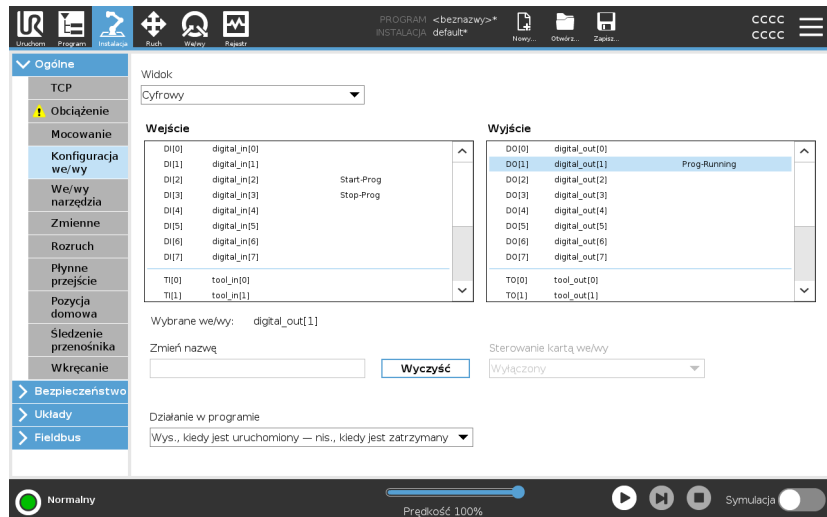 PROGRAM <beznazwy>*
INSTALACJA default*
Uruchom Program Instalacja Ruch We/wy Rejestr Nowy... Otwórz... Zapisz...
CCCC
CCCC
Ogólne
TCP
Obciążenie
Mocowanie
Konfiguracja
we/wy
We/wy
narzędzia
Zmienne
Rozruch
Płynne
przejście
Pozycja
domowa
Śledzenie
przenośnika
Wkręcanie
Bezpieczeństwo
Układy
Fieldbus
Widok
Cyfrowy
Wejście
DI[0] digital_in[0]
DI[1] digital_in[1]
DI[2] digital_in[2] Start-Prog
DI[3] digital_in[3] Stop-Prog
DI[4] digital_in[4]
DI[5] digital_in[5]
DI[6] digital_in[6]
DI[7] digital_in[7]
TI[0] tool_in[0]
TI[1] tool_in[1]
Wyjście
DO[0] digital_out[0]
DO[1] digital_out[1] Prog-Running
DO[2] digital_out[2]
DO[3] digital_out[3]
DO[4] digital_out[4]
DO[5] digital_out[5]
DO[6] digital_out[6]
DO[7] digital_out[7]
TO[0] tool_out[0]
TO[1] tool_out[1]
Wybrane we/wy: digital_out[1]
Zmień nazwę
Wyczyść
Sterowanie kartą we/wy
Wyłączony
Działanie w programie
Wys., kiedy jest uruchomiony — nis., kiedy jest zatrzymany
Normalny
Prędkość 100%
Symulacja